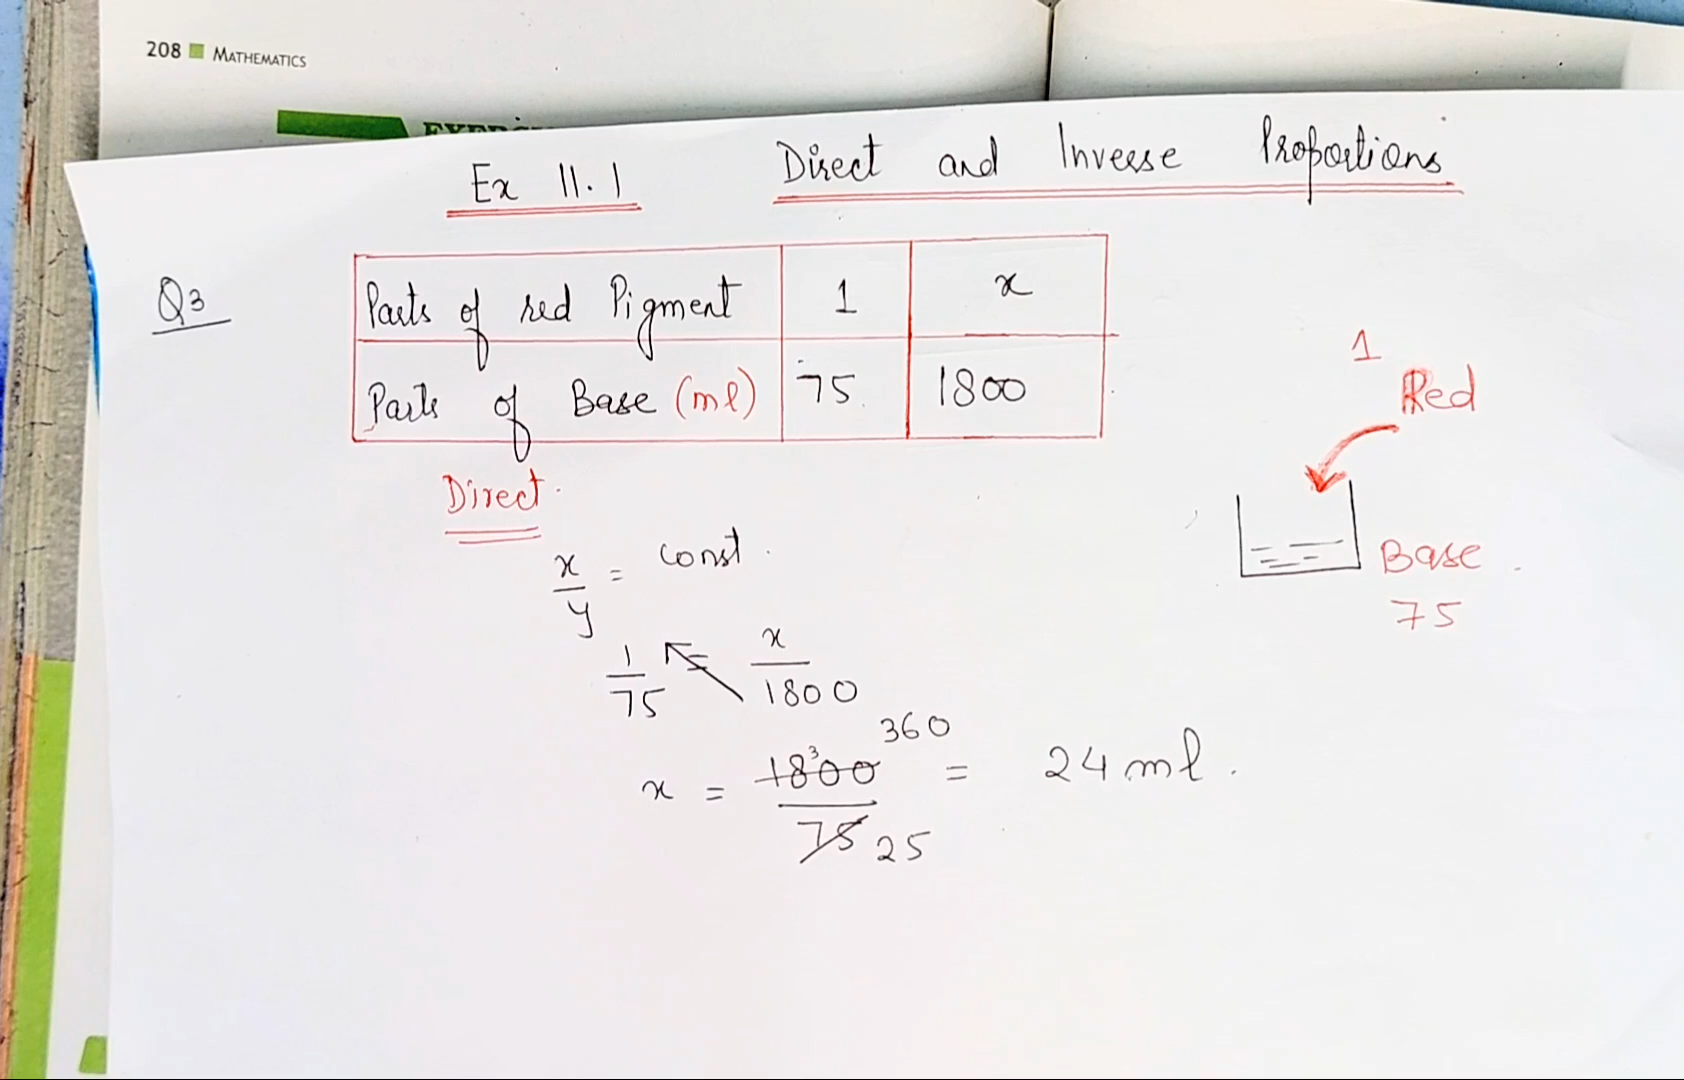 208 MATHEMATICS
Ex 11.1 Direct and Inverse Proportions
Q3
Parts of red Pigment 1 x
Parts of Base (ml) 75 1800
1
Red
Base
75
Direct
x/y = const.
1/75 = x/1800
x = 1800/75 360 25 = 24 ml.